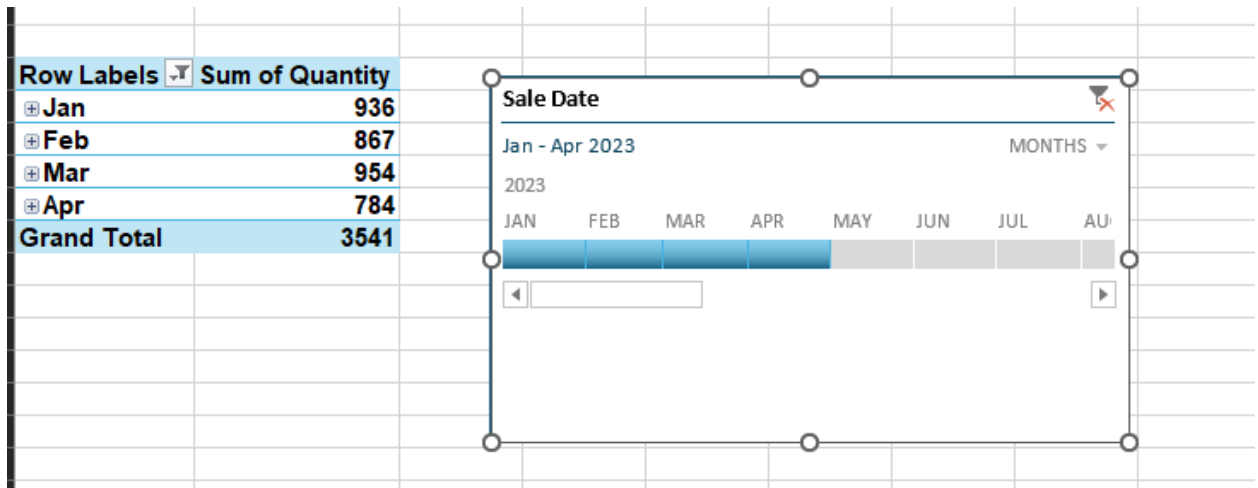 Row Labels Sum of Quantity
Jan 936
Feb 867
Mar 954
Apr 784
Grand Total 3541
Sale Date
Jan - Apr 2023
MONTHS
2023
JAN FEB MAR APR MAY JUN JUL AU